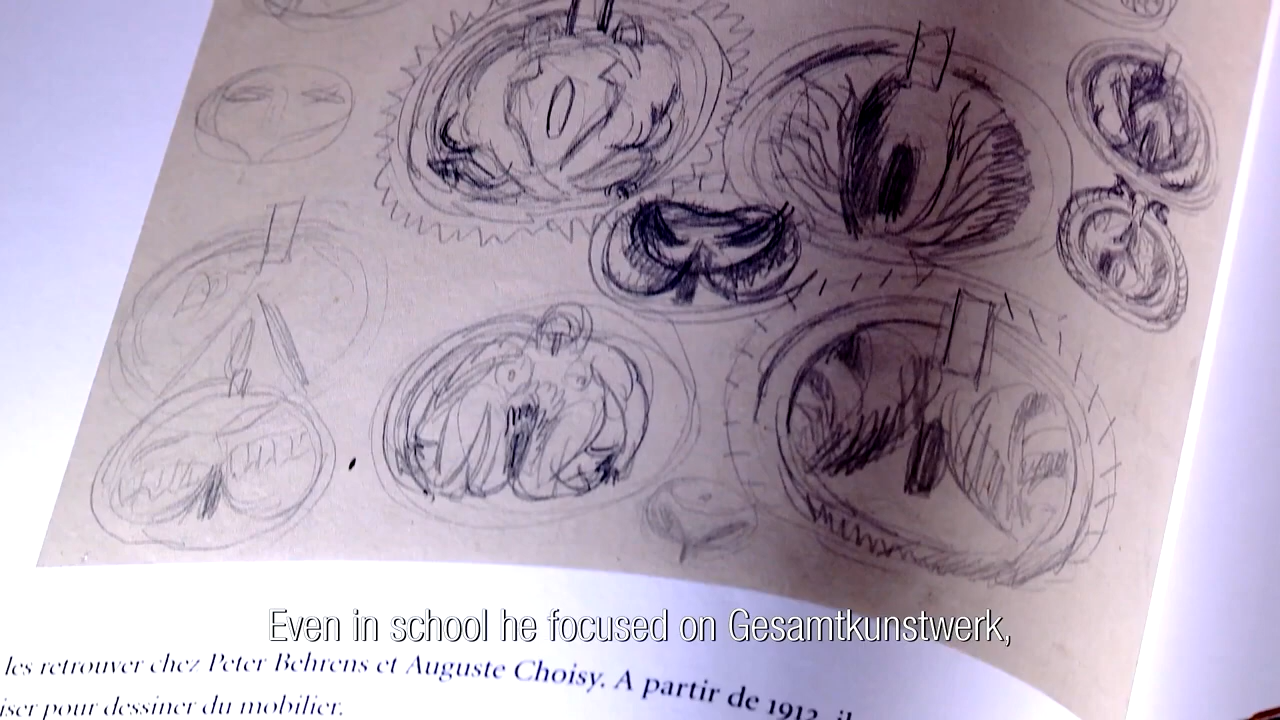 Even in school he focused on Gesamtkunstwerk,
les retrouver chez Peter Behrens et Auguste Choisy. A partir de 1912, il
iser pour dessiner du mobilier.